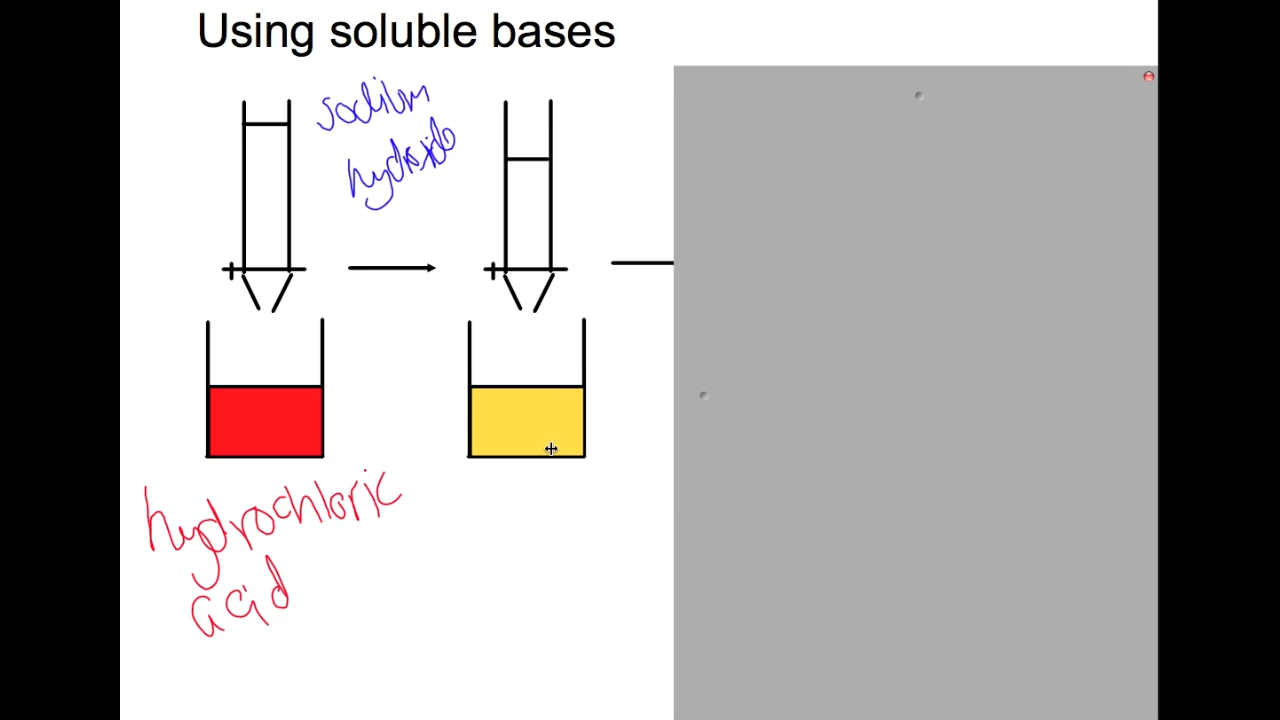 Using soluble bases
sodium
hydroxide
hydrochloric
acid